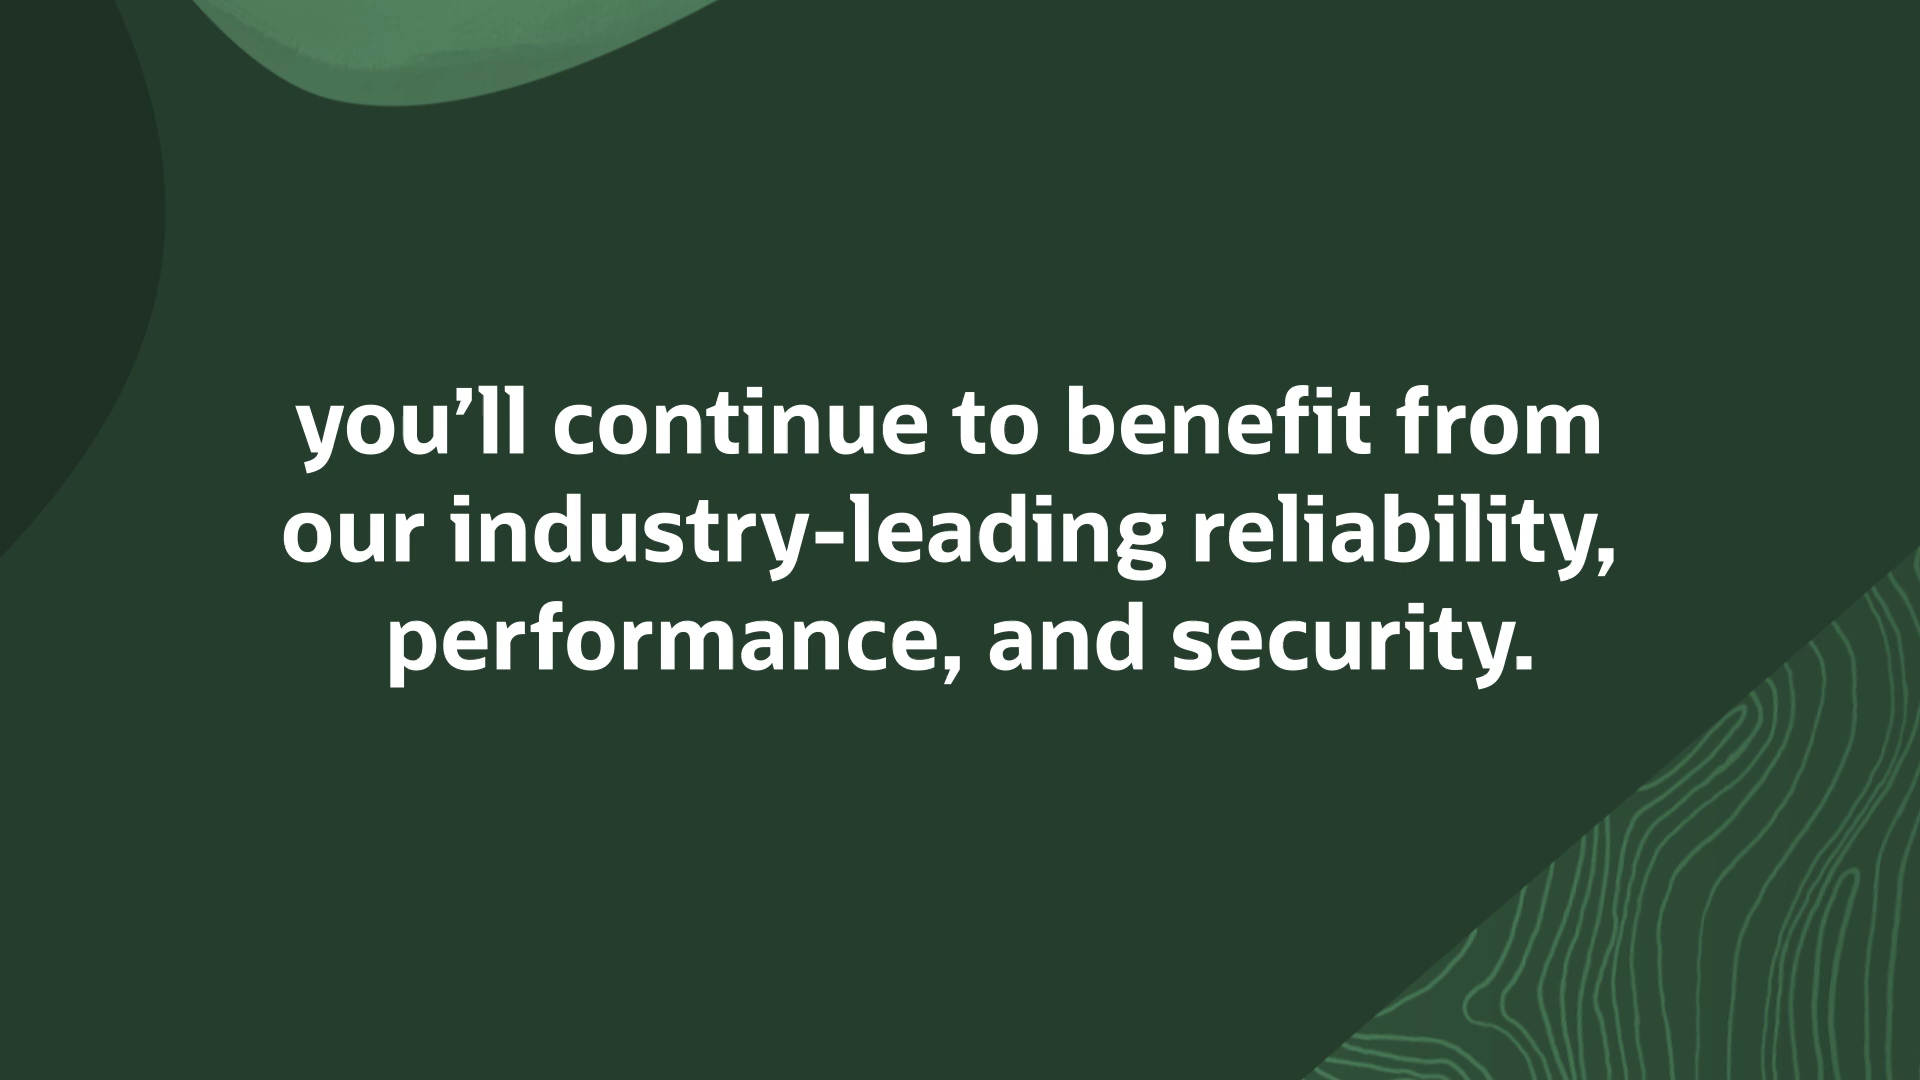 you’ll continue to benefit from
our industry-leading reliability,
performance, and security.